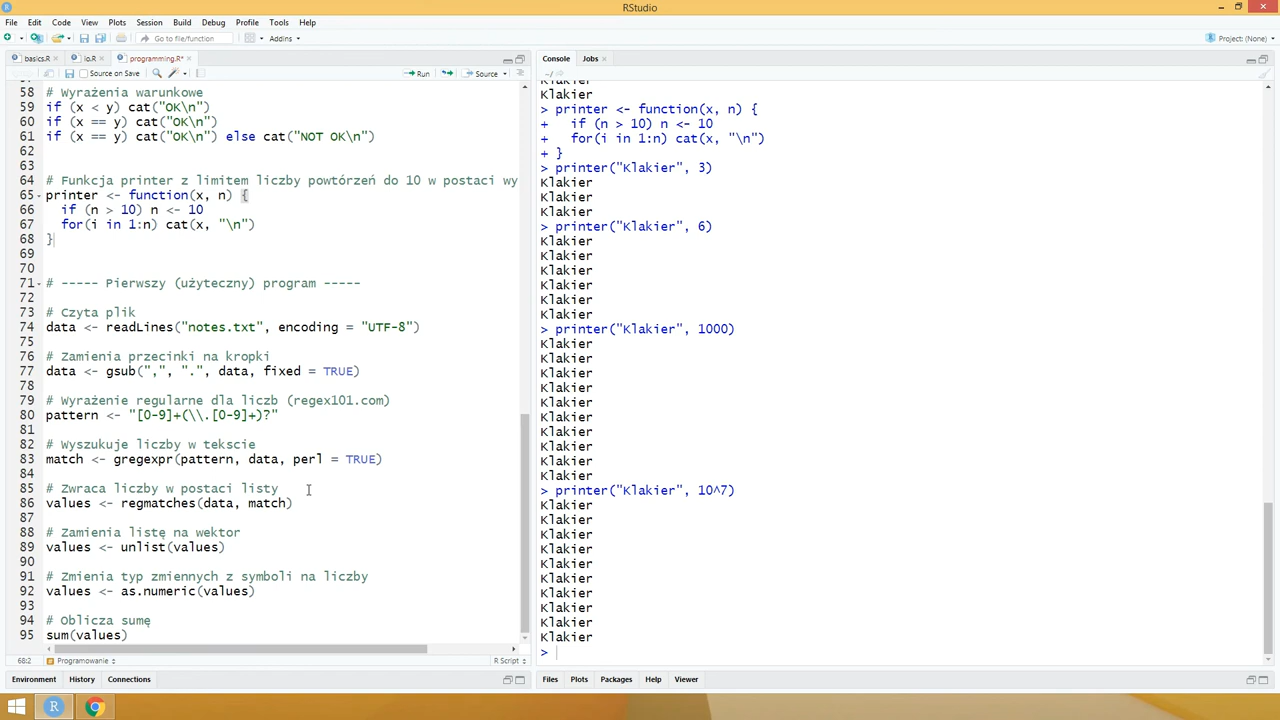 RStudio
File Edit Code View Plots Session Build Debug Profile Tools Help
Go to file/function Addins Project: (None)
basics.R io.R programming.R*
Source on Save Run Source
58 # Wyrażenia warunkowe
59 if (x < y) cat("OK\n")
60 if (x == y) cat("OK\n")
61 if (x == y) cat("OK\n") else cat("NOT OK\n")
62
63
64 # Funkcja printer z limitem liczby powtórzeń do 10 w postaci wy
65 printer <- function(x, n) {
66 if (n > 10) n <- 10
67 for(i in 1:n) cat(x, "\n")
68 }
69
70
71 # ----- Pierwszy (użyteczny) program -----
72
73 # Czyta plik
74 data <- readLines("notes.txt", encoding = "UTF-8")
75
76 # Zamienia przecinki na kropki
77 data <- gsub(",", ".", data, fixed = TRUE)
78
79 # Wyrażenie regularne dla liczb (regex101.com)
80 pattern <- "[0-9]+(\\.[0-9]+)?"
81
82 # Wyszukuje liczby w tekscie
83 match <- gregexpr(pattern, data, perl = TRUE)
84
85 # Zwraca liczby w postaci listy
86 values <- regmatches(data, match)
87
88 # Zamienia listę na wektor
89 values <- unlist(values)
90
91 # Zmienia typ zmiennych z symboli na liczby
92 values <- as.numeric(values)
93
94 # Oblicza sumę
95 sum(values)
68:2 Programowanie R Script
Environment History Connections
Console Jobs
~/
Klakier
Klakier
> printer <- function(x, n) {
+ if (n > 10) n <- 10
+ for(i in 1:n) cat(x, "\n")
+ }
> printer("Klakier", 3)
Klakier
Klakier
Klakier
> printer("Klakier", 6)
Klakier
Klakier
Klakier
Klakier
Klakier
Klakier
> printer("Klakier", 1000)
Klakier
Klakier
Klakier
Klakier
Klakier
Klakier
Klakier
Klakier
Klakier
Klakier
> printer("Klakier", 10^7)
Klakier
Klakier
Klakier
Klakier
Klakier
Klakier
Klakier
Klakier
Klakier
Klakier
>
Files Plots Packages Help Viewer